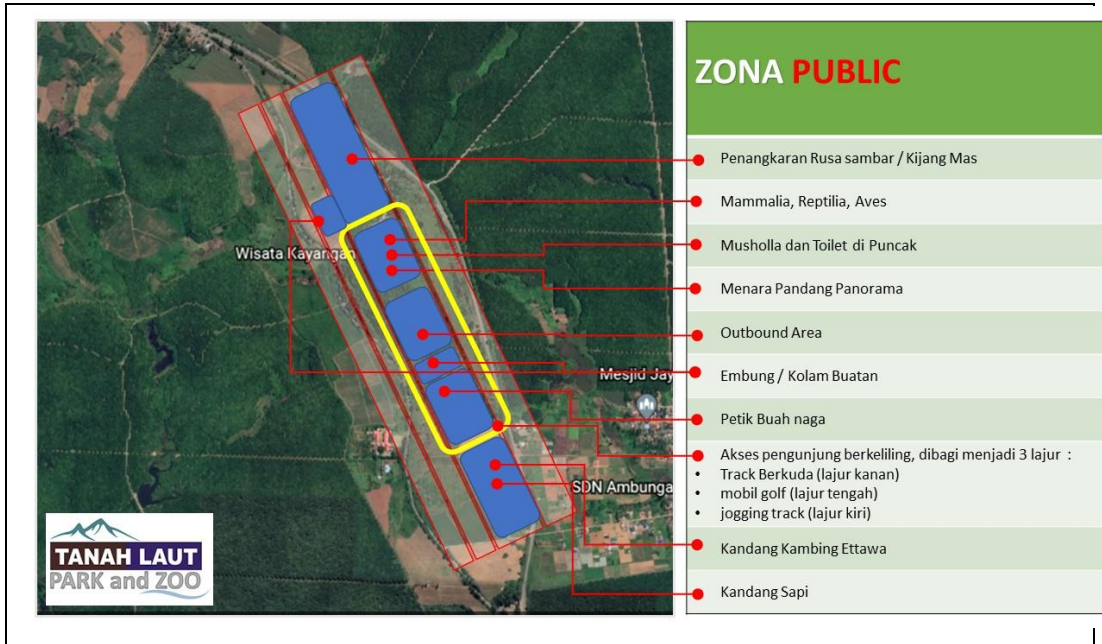 ZONA PUBLIC
Penangkaran Rusa sambar / Kijang Mas
Mammalia, Reptilia, Aves
Musholla dan Toilet di Puncak
Menara Pandang Panorama
Outbound Area
Embung / Kolam Buatan
Petik Buah naga
Akses pengunjung berkeliling, dibagi menjadi 3 lajur :
• Track Berkuda (lajur kanan)
• mobil golf (lajur tengah)
• jogging track (lajur kiri)
Kandang Kambing Ettawa
Kandang Sapi
Wisata Kayangan
Mesjid Jay
SDN Ambunga
TANAH LAUT
PARK and ZOO